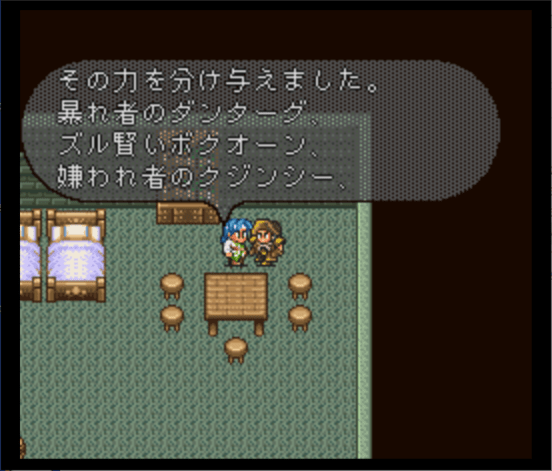 その力を分け与えました。
暴れ者のダンターグ、
ズル賢いボクオーン、
嫌われ者のクジンシー、